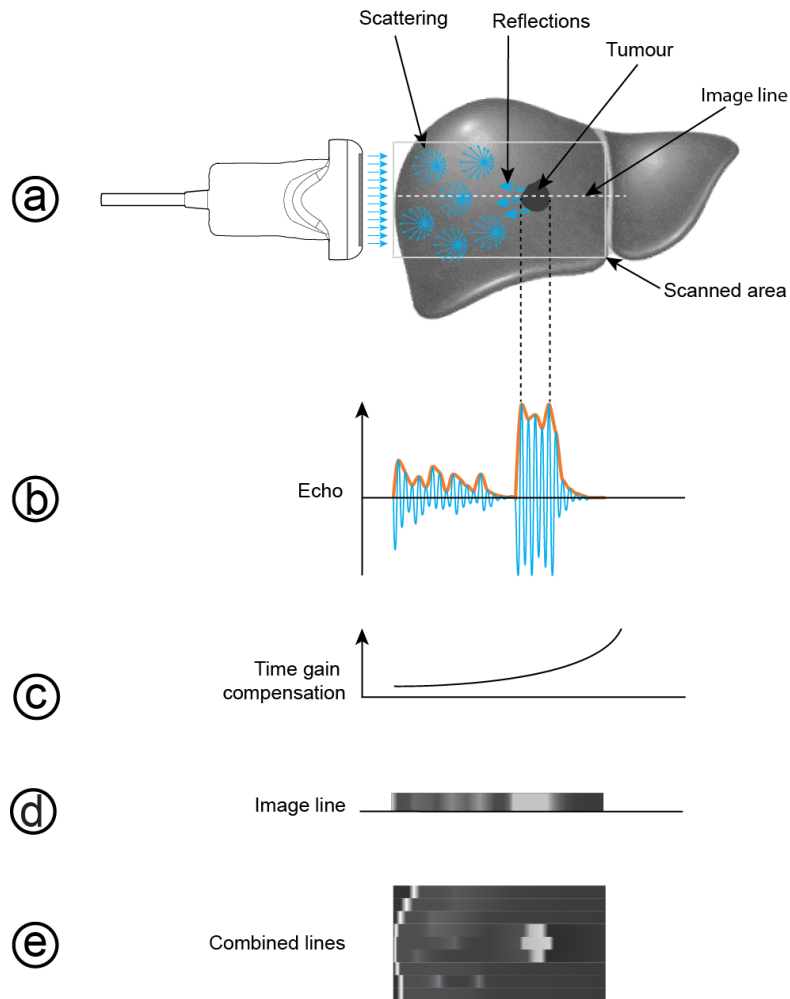 Scattering
Reflections
Tumour
Image line
a
Scanned area
b
Echo
c
Time gain
compensation
d
Image line
e
Combined lines